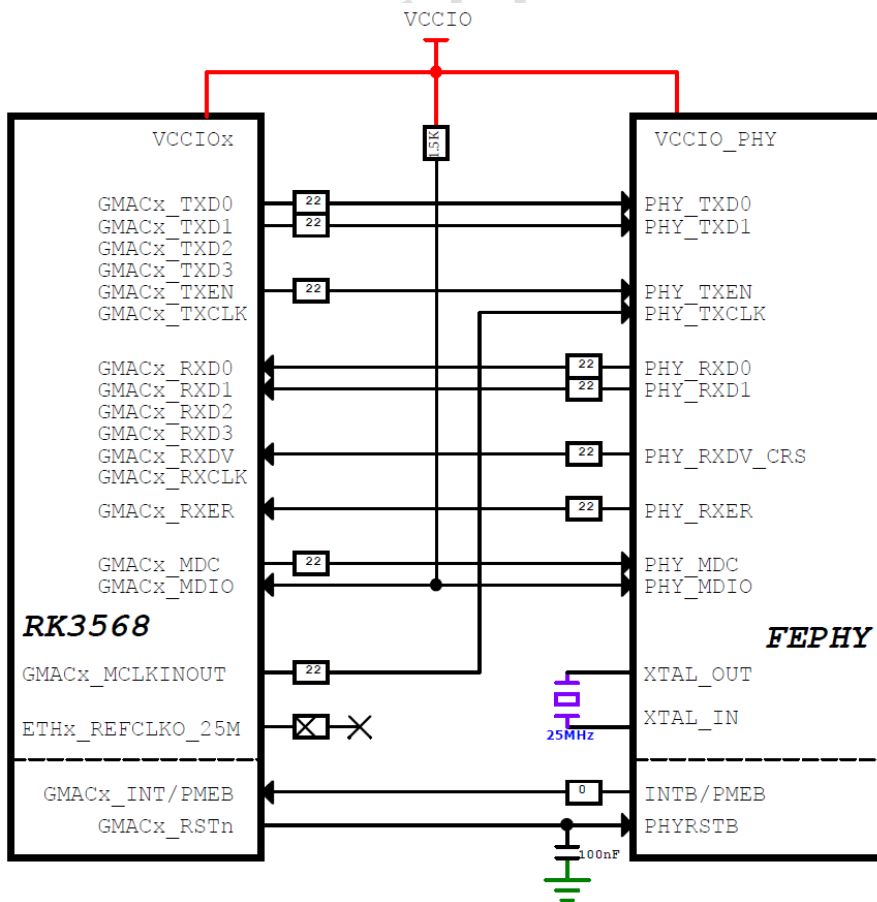 VCCIO
VCCIOx
1.5K
VCCIO_PHY
GMACx_TXD0 22 PHY_TXD0
GMACx_TXD1 22 PHY_TXD1
GMACx_TXD2
GMACx_TXD3
GMACx_TXEN 22 PHY_TXEN
GMACx_TXCLK PHY_TXCLK
GMACx_RXD0 22 PHY_RXD0
GMACx_RXD1 22 PHY_RXD1
GMACx_RXD2
GMACx_RXD3
GMACx_RXDV 22 PHY_RXDV_CRS
GMACx_RXCLK
GMACx_RXER 22 PHY_RXER
GMACx_MDC 22 PHY_MDC
GMACx_MDIO PHY_MDIO
RK3568 FEPHY
GMACx_MCLKINOUT 22 XTAL_OUT
ETHx_REFCLKO_25M XTAL_IN
25MHz
GMACx_INT/PMEB 0 INTB/PMEB
GMACx_RSTn PHYRSTB
100nF